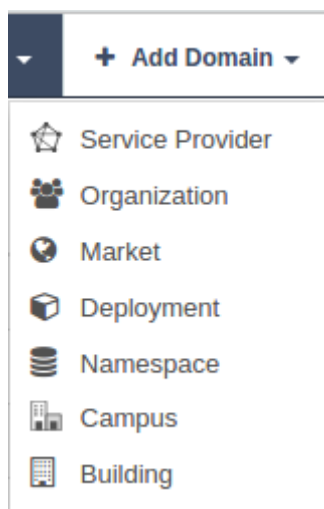 Add Domain
Service Provider
Organization
Market
Deployment
Namespace
Campus
Building